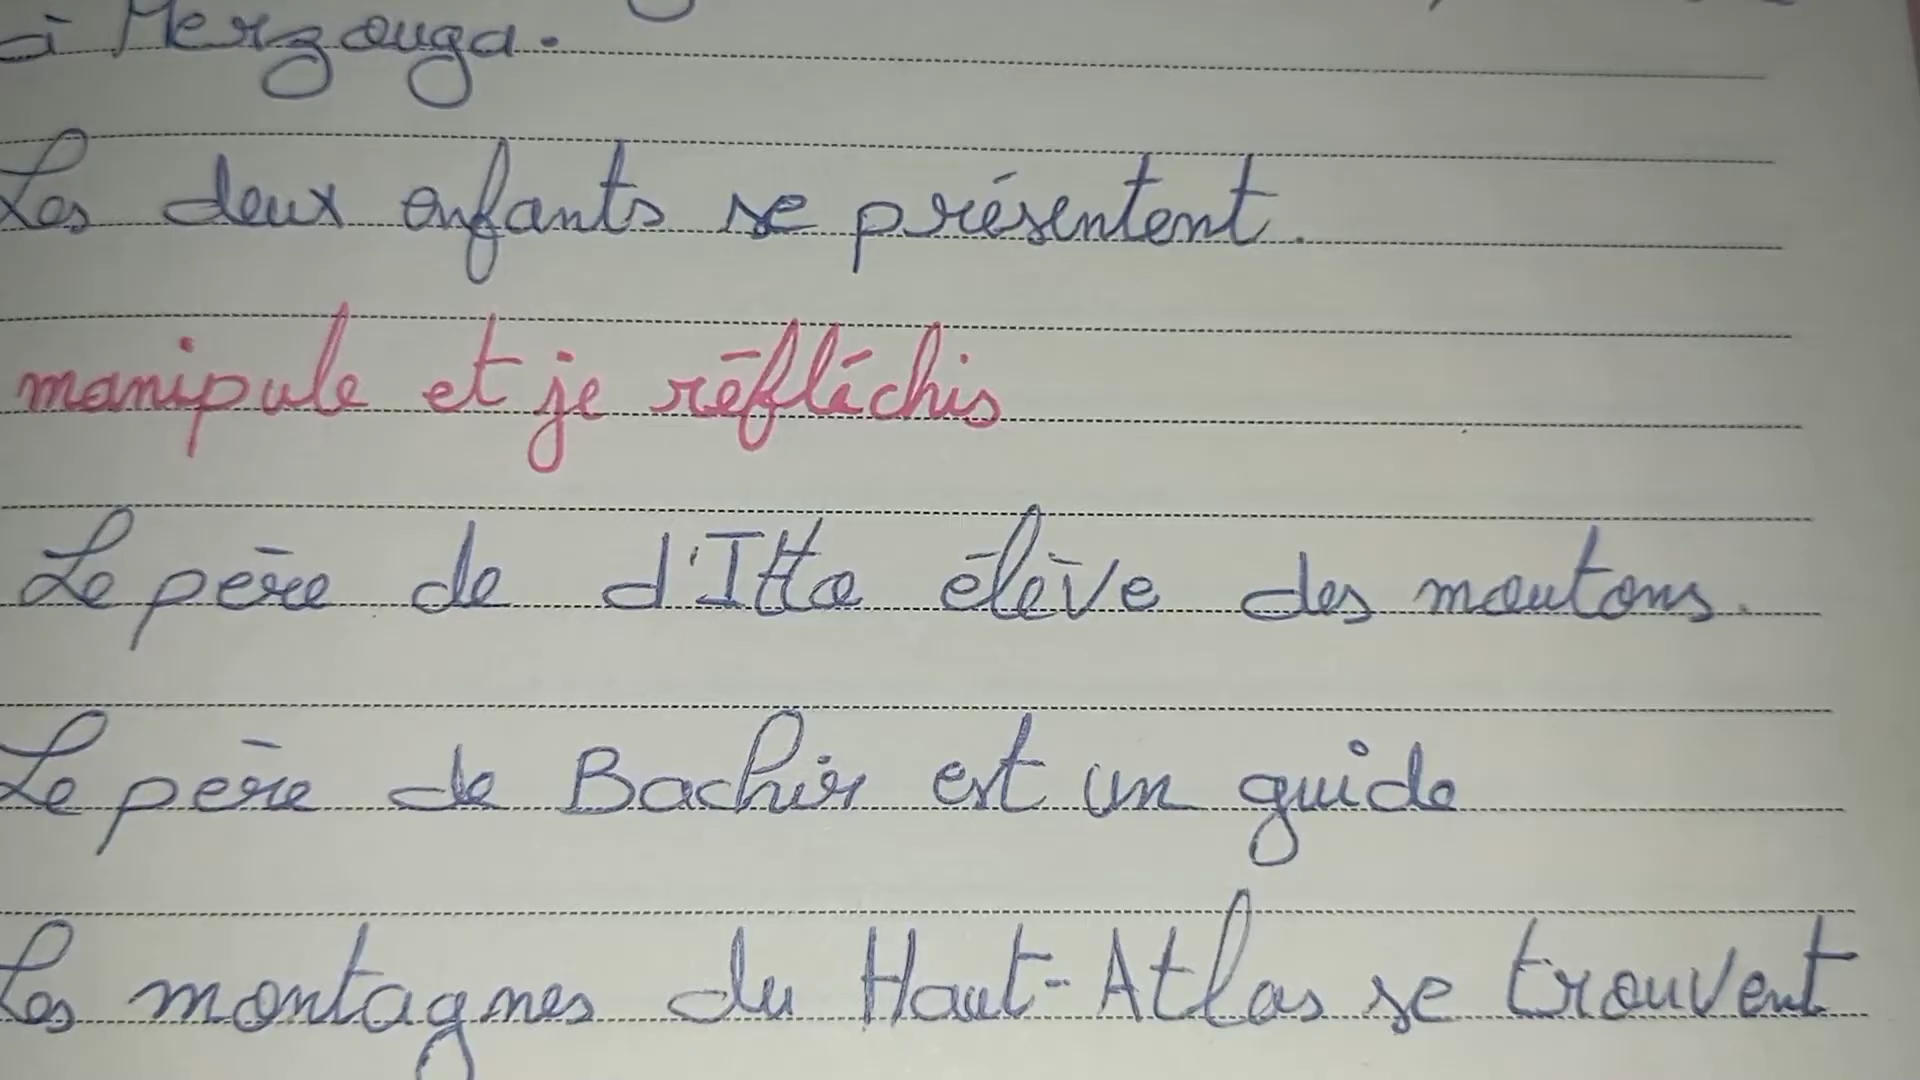 à Merzouga.
Les deux enfants se présentent.
manipule et je réfléchis
Le père de d'Itto élève des moutons.
Le père de Bachir est un guide
Les montagnes du Haut-Atlas se trouvent